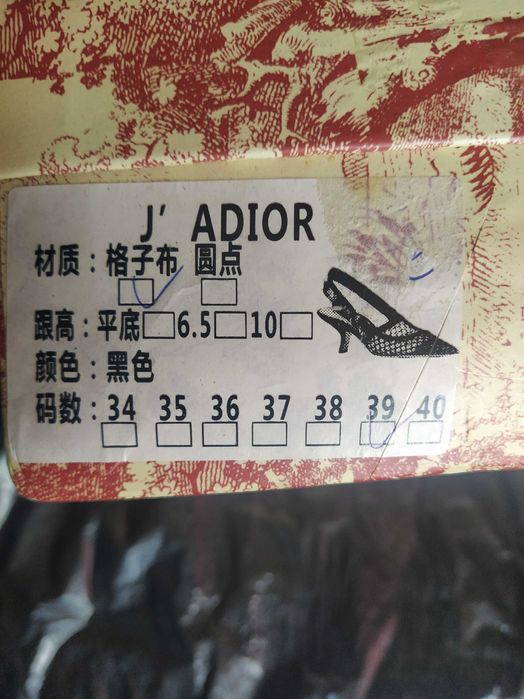 J' ADIOR
材质：格子布 圆点
跟高：平底 6.5 10
颜色：黑色
码数：34 35 36 37 38 39 40